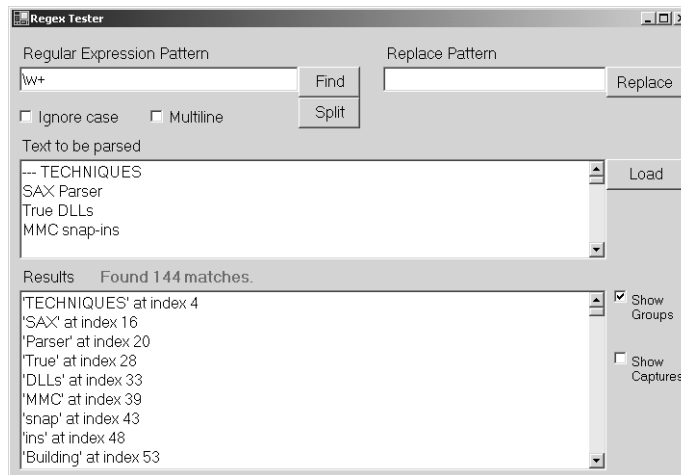 Regex Tester
Regular Expression Pattern
Replace Pattern
\w+
Find
Replace
Ignore case
Multiline
Split
Text to be parsed
--- TECHNIQUES
SAX Parser
True DLLs
MMC snap-ins
Load
Results Found 144 matches.
'TECHNIQUES' at index 4
'SAX' at index 16
'Parser' at index 20
'True' at index 28
'DLLs' at index 33
'MMC' at index 39
'snap' at index 43
'ins' at index 48
'Building' at index 53
Show
Groups
Show
Captures